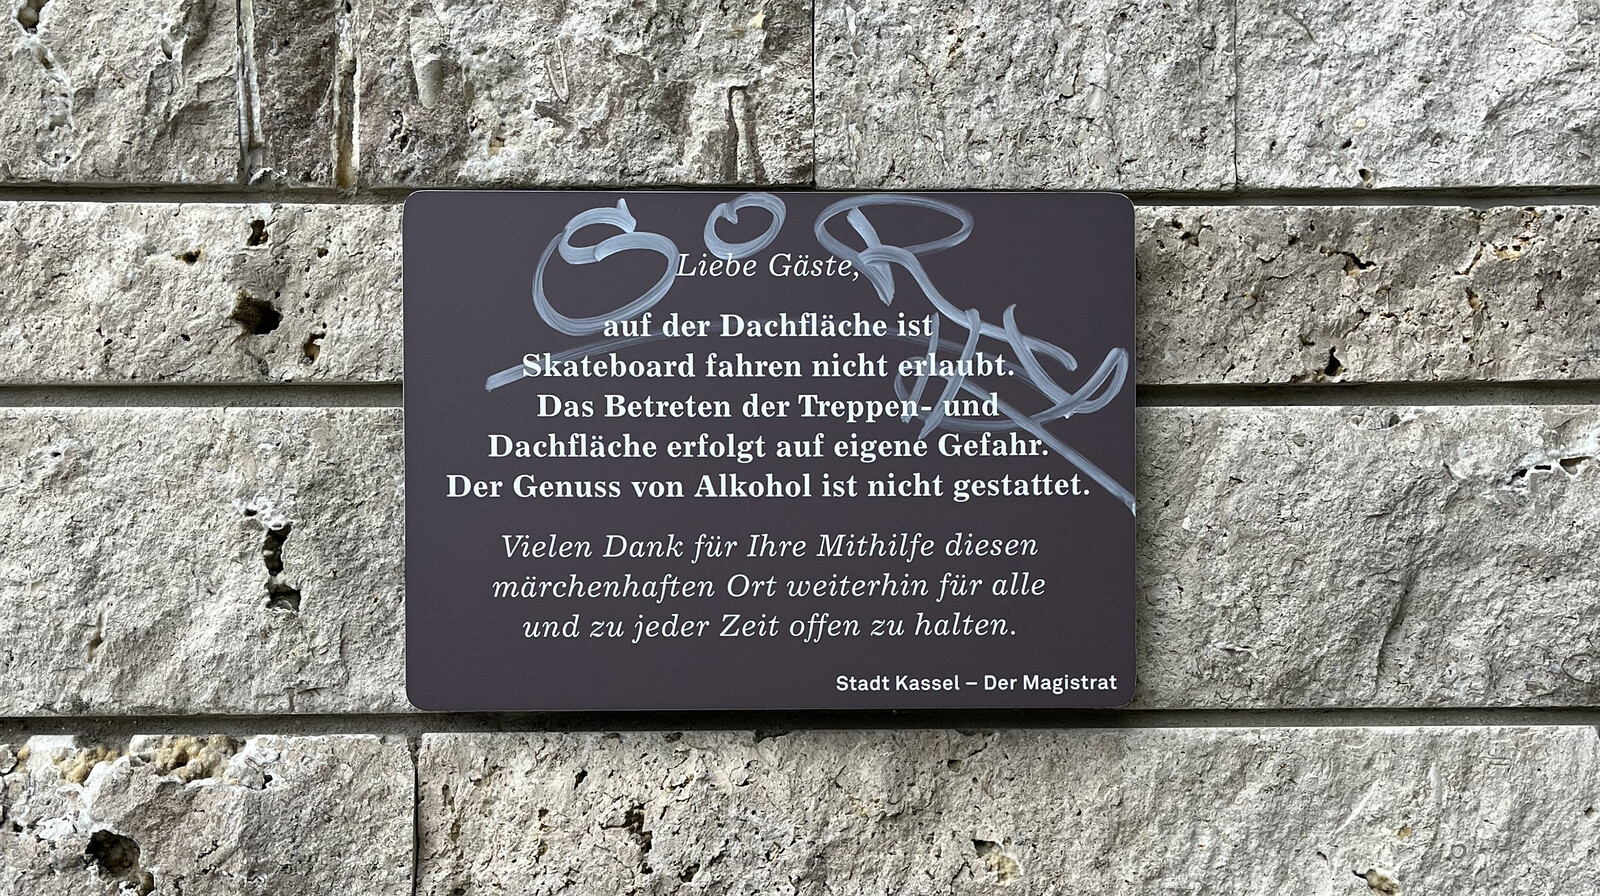 Liebe Gäste,
auf der Dachfläche ist
Skateboard fahren nicht erlaubt.
Das Betreten der Treppen- und
Dachfläche erfolgt auf eigene Gefahr.
Der Genuss von Alkohol ist nicht gestattet.
Vielen Dank für Ihre Mithilfe diesen
märchenhaften Ort weiterhin für alle
und zu jeder Zeit offen zu halten.
Stadt Kassel – Der Magistrat